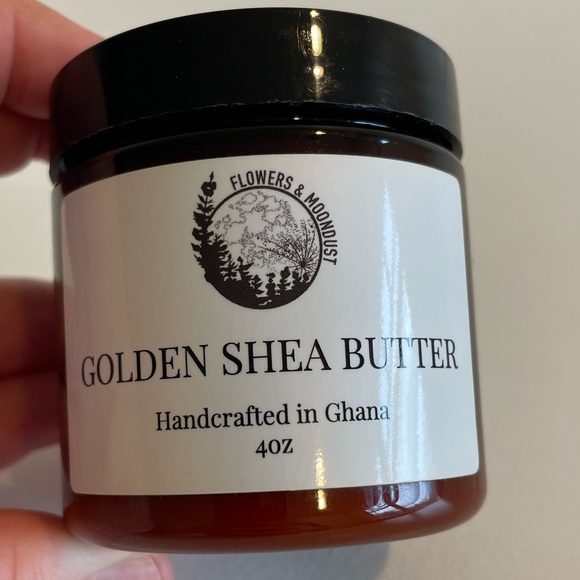 FLOWERS & MOONDUST
GOLDEN SHEA BUTTER
Handcrafted in Ghana
4oz